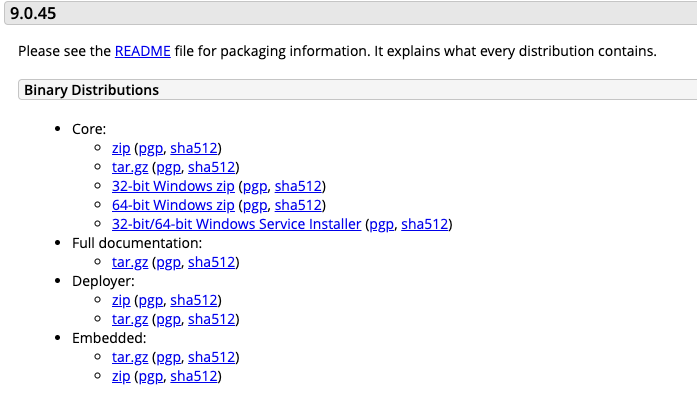 9.0.45
Please see the README file for packaging information. It explains what every distribution contains.
Binary Distributions
• Core:
◦ zip (pgp, sha512)
◦ tar.gz (pgp, sha512)
◦ 32-bit Windows zip (pgp, sha512)
◦ 64-bit Windows zip (pgp, sha512)
◦ 32-bit/64-bit Windows Service Installer (pgp, sha512)
• Full documentation:
◦ tar.gz (pgp, sha512)
• Deployer:
◦ zip (pgp, sha512)
◦ tar.gz (pgp, sha512)
• Embedded:
◦ tar.gz (pgp, sha512)
◦ zip (pgp, sha512)